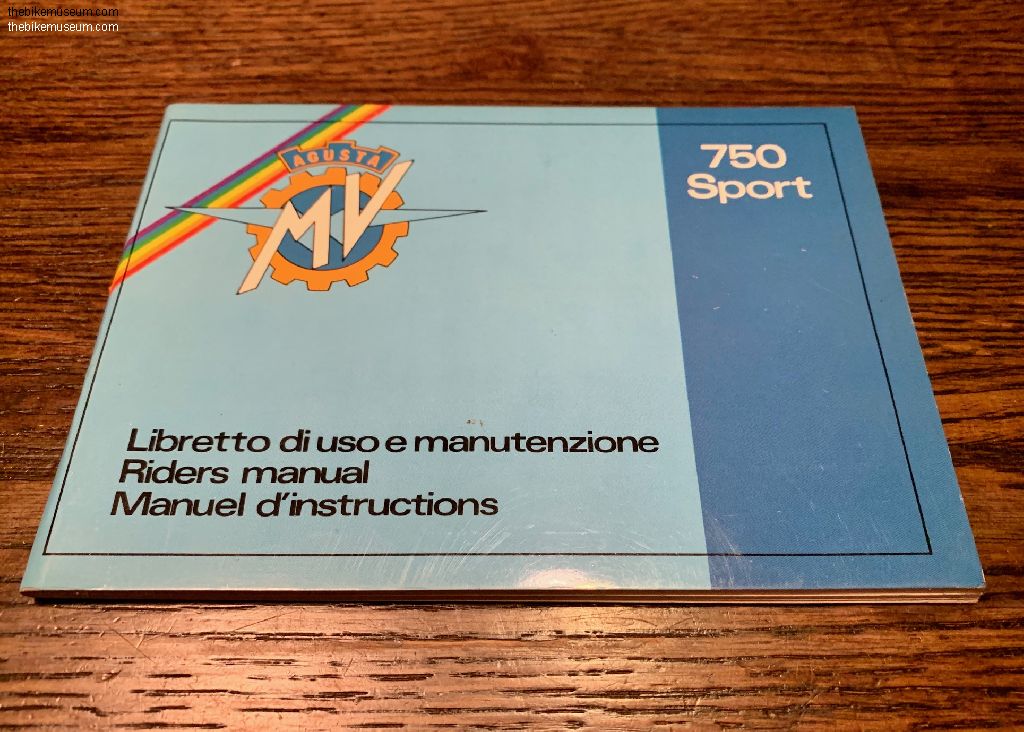 thebikemuseum.com
thebikemuseum.com
AGUSTA
MV
750
Sport
Libretto di uso e manutenzione
Riders manual
Manuel d'instructions